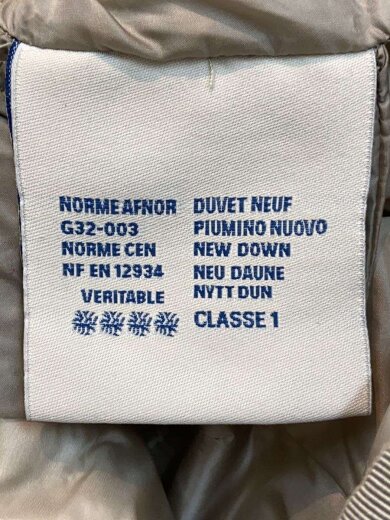 NORME AFNOR
G32-003
NORME CEN
NF EN 12934
VERITABLE
DUVET NEUF
PIUMINO NUOVO
NEW DOWN
NEU DAUNE
NYTT DUN
CLASSE 1